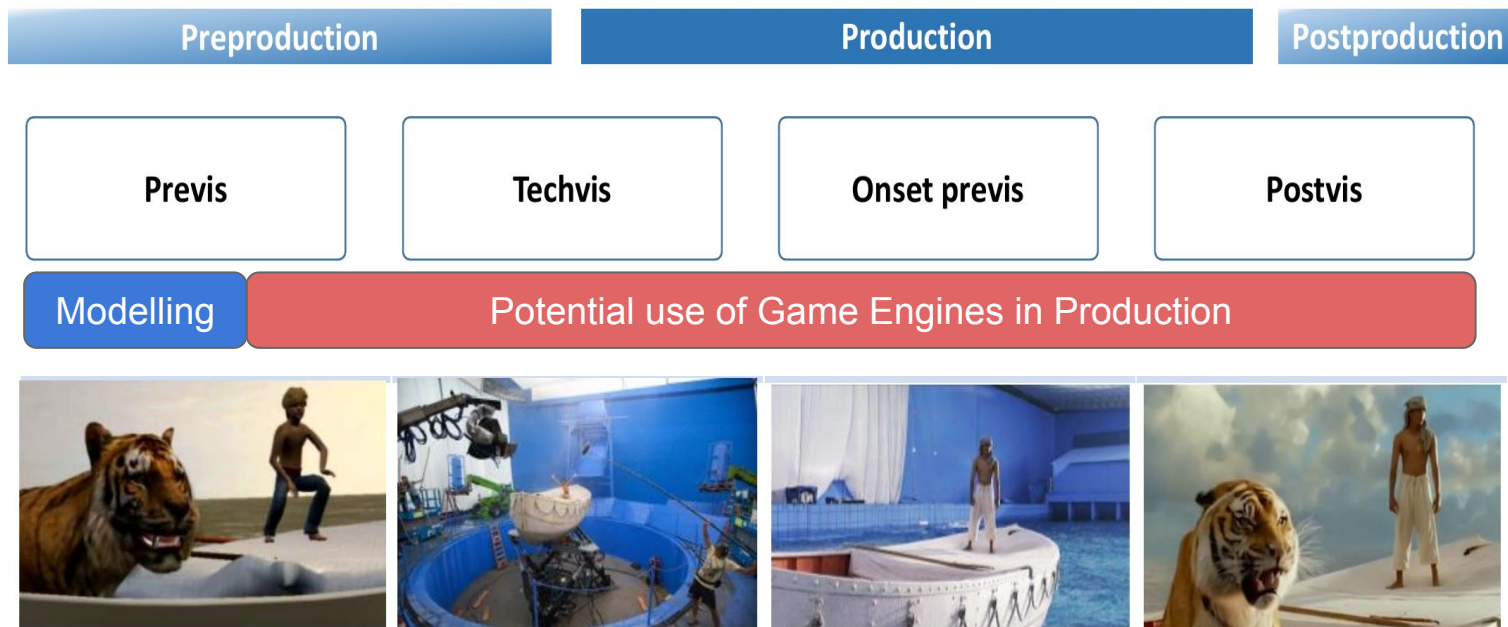 Preproduction
Production
Postproduction
Previs
Techvis
Onset previs
Postvis
Modelling
Potential use of Game Engines in Production